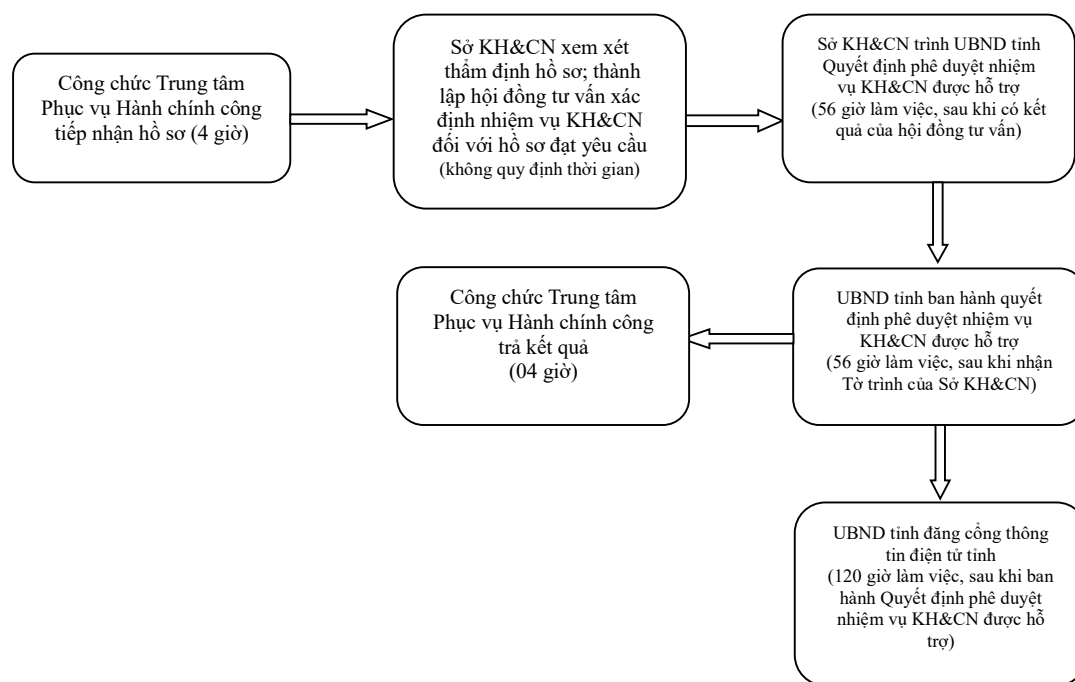 Công chức Trung tâm
Phục vụ Hành chính công
tiếp nhận hồ sơ (4 giờ)
Sở KH&CN xem xét
thẩm định hồ sơ; thành
lập hội đồng tư vấn xác
định nhiệm vụ KH&CN
đối với hồ sơ đạt yêu cầu
(không quy định thời gian)
Sở KH&CN trình UBND tỉnh
Quyết định phê duyệt nhiệm
vụ KH&CN được hỗ trợ
(56 giờ làm việc, sau khi có kết
quả của hội đồng tư vấn)
UBND tỉnh ban hành quyết
định phê duyệt nhiệm vụ
KH&CN được hỗ trợ
(56 giờ làm việc, sau khi nhận
Tờ trình của Sở KH&CN)
Công chức Trung tâm
Phục vụ Hành chính công
trả kết quả
(04 giờ)
UBND tỉnh đăng cổng thông
tin điện tử tỉnh
(120 giờ làm việc, sau khi ban
hành Quyết định phê duyệt
nhiệm vụ KH&CN được hỗ
trợ)